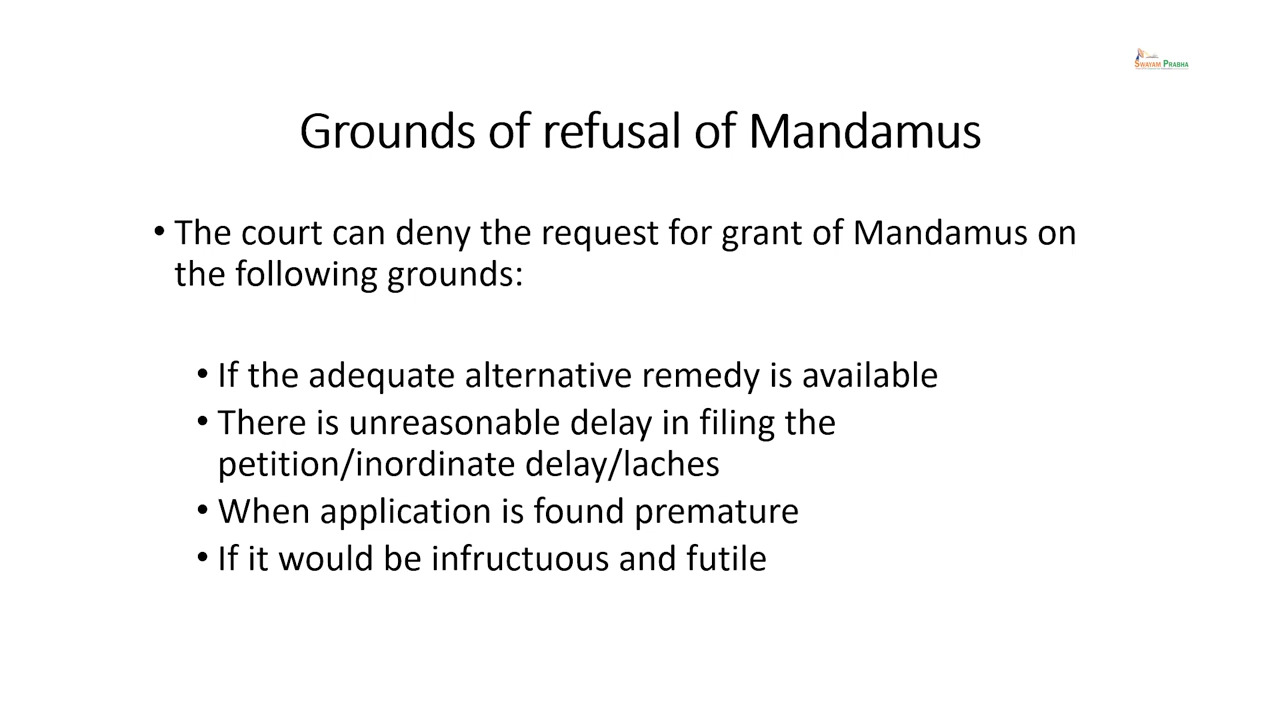 SWAYAM PRABHA
Grounds of refusal of Mandamus
• The court can deny the request for grant of Mandamus on
the following grounds:
• If the adequate alternative remedy is available
• There is unreasonable delay in filing the
petition/inordinate delay/laches
• When application is found premature
• If it would be infructuous and futile